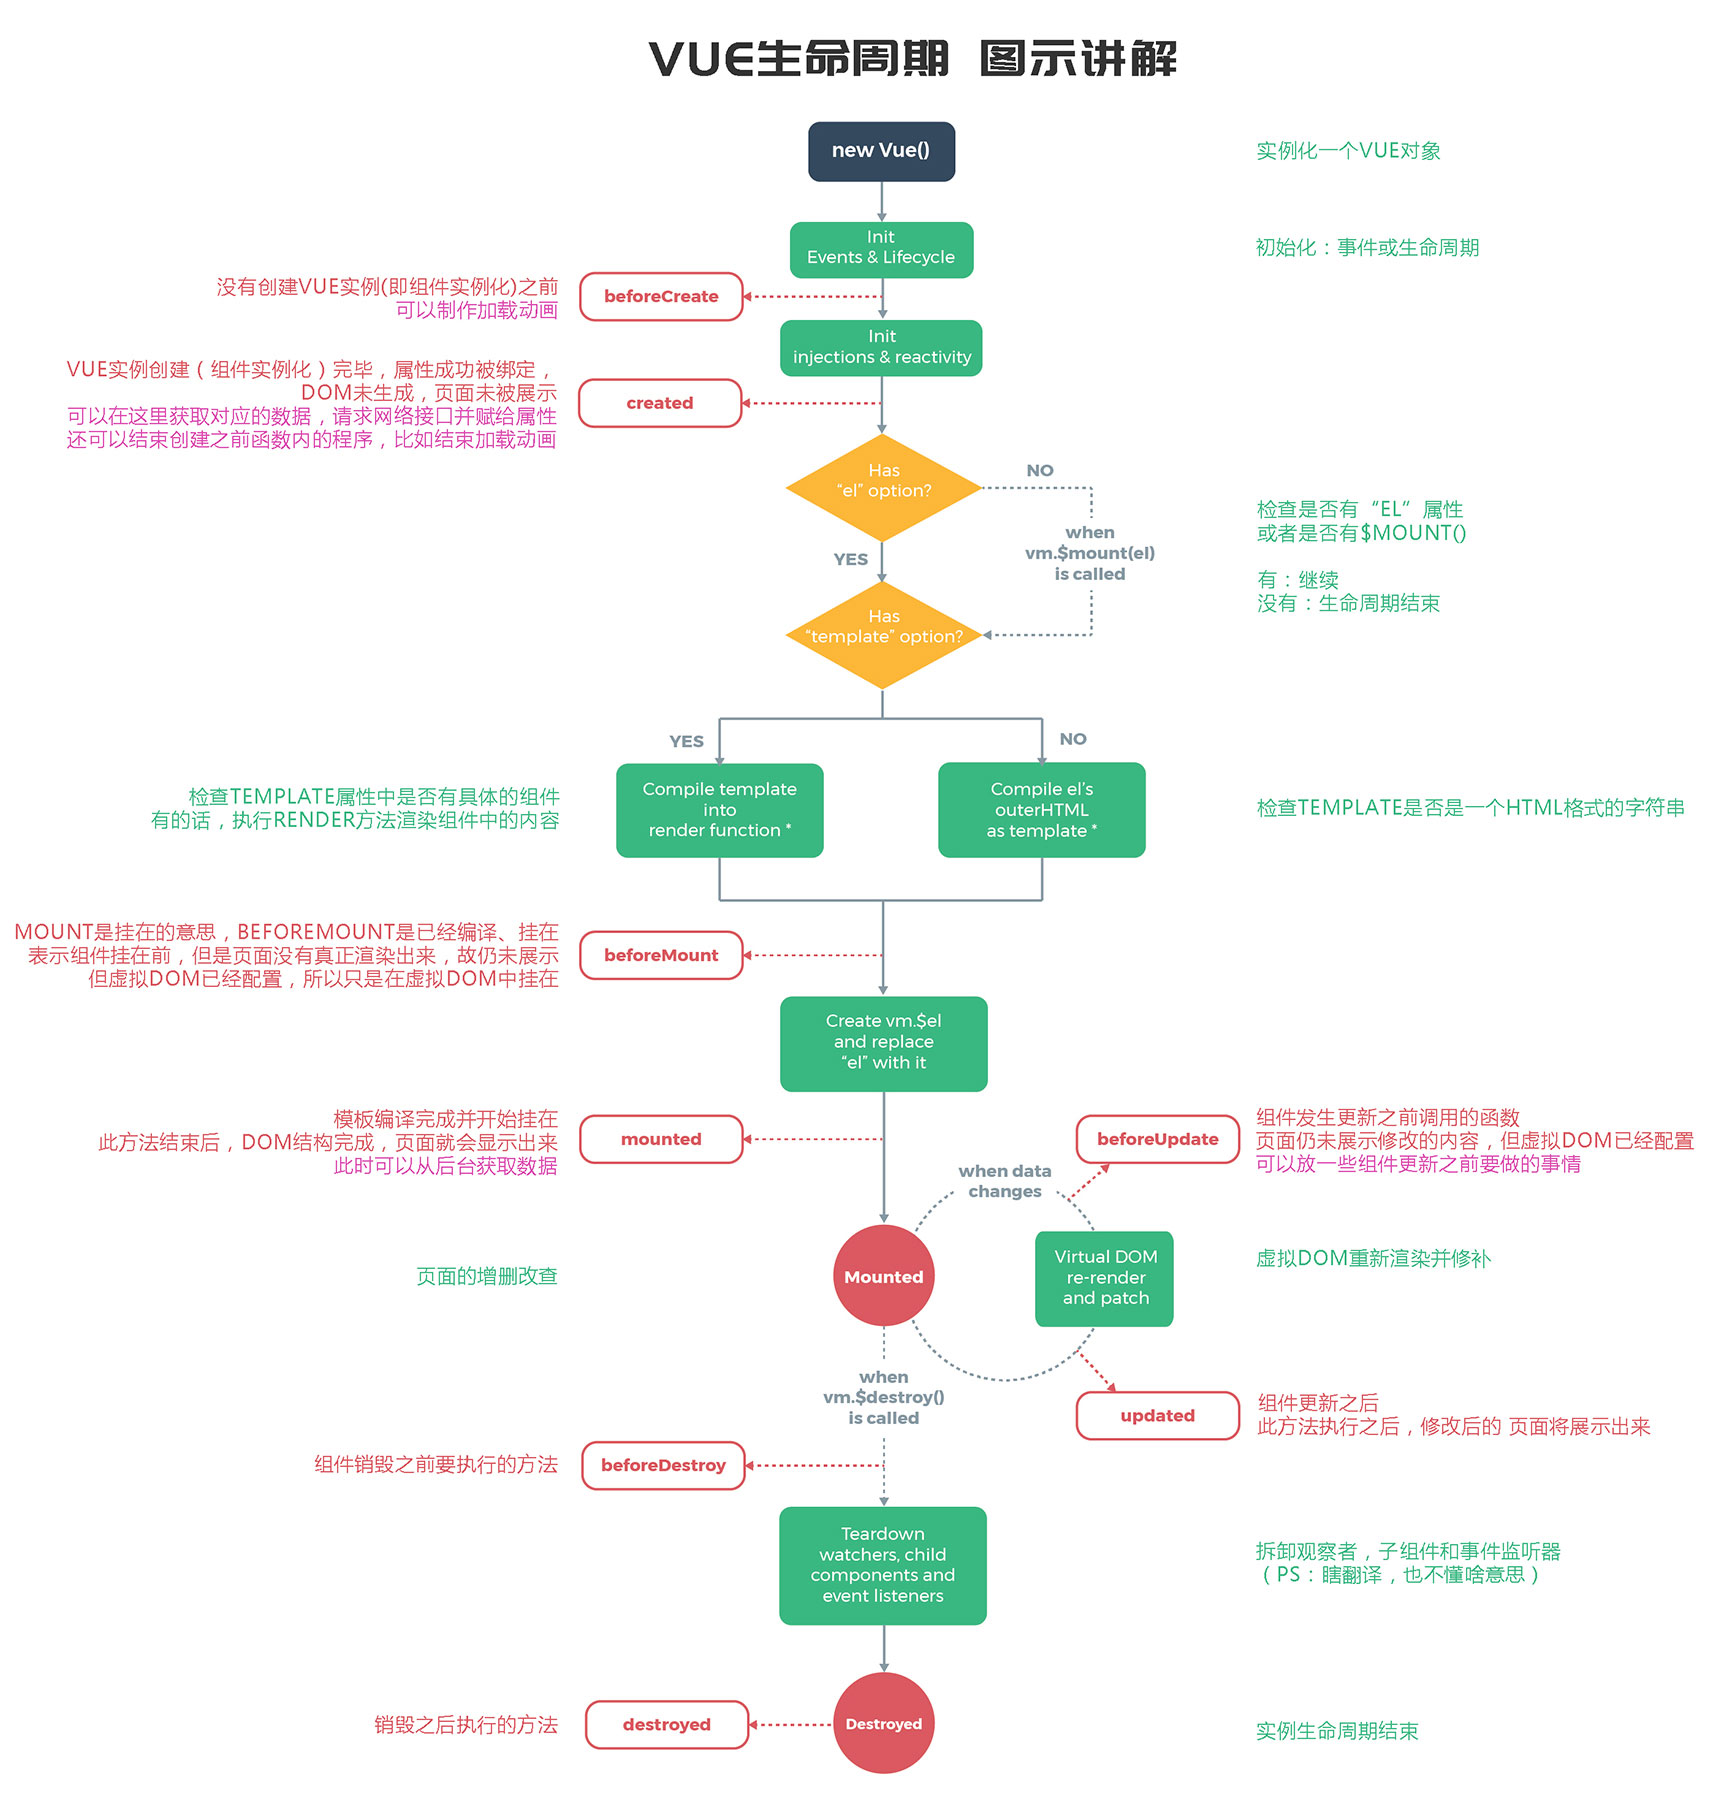 VUE生命周期 图示讲解
new Vue()
实例化一个VUE对象
Init
Events & Lifecycle
初始化：事件或生命周期
没有创建VUE实例(即组件实例化)之前
可以制作加载动画
beforeCreate
Init
injections & reactivity
VUE实例创建（组件实例化）完毕，属性成功被绑定，
DOM未生成，页面未被展示
可以在这里获取对应的数据，请求网络接口并赋给属性
还可以结束创建之前函数内的程序，比如结束加载动画
created
Has
“el” option?
NO
YES
when
vm.$mount(el)
is called
检查是否有“EL”属性
或者是否有$MOUNT()
有：继续
没有：生命周期结束
Has
“template” option?
YES
NO
检查TEMPLATE属性中是否有具体的组件
有的话，执行RENDER方法渲染组件中的内容
Compile template
into
render function *
Compile el’s
outerHTML
as template *
检查TEMPLATE是否是一个HTML格式的字符串
MOUNT是挂在的意思，BEFOREMOUNT是已经编译、挂在
表示组件挂在前，但是页面没有真正渲染出来，故仍未展示
但虚拟DOM已经配置，所以只是在虚拟DOM中挂在
beforeMount
Create vm.$el
and replace
“el” with it
模板编译完成并开始挂在
此方法结束后，DOM结构完成，页面就会显示出来
此时可以从后台获取数据
mounted
beforeUpdate
组件发生更新之前调用的函数
页面仍未展示修改的内容，但虚拟DOM已经配置
可以放一些组件更新之前要做的事情
when data
changes
页面的增删改查
Mounted
Virtual DOM
re-render
and patch
虚拟DOM重新渲染并修补
when
vm.$destroy()
is called
updated
组件更新之后
此方法执行之后，修改后的 页面将展示出来
组件销毁之前要执行的方法
beforeDestroy
Teardown
watchers, child
components and
event listeners
拆卸观察者，子组件和事件监听器
（PS：瞎翻译，也不懂啥意思）
销毁之后执行的方法
destroyed
Destroyed
实例生命周期结束